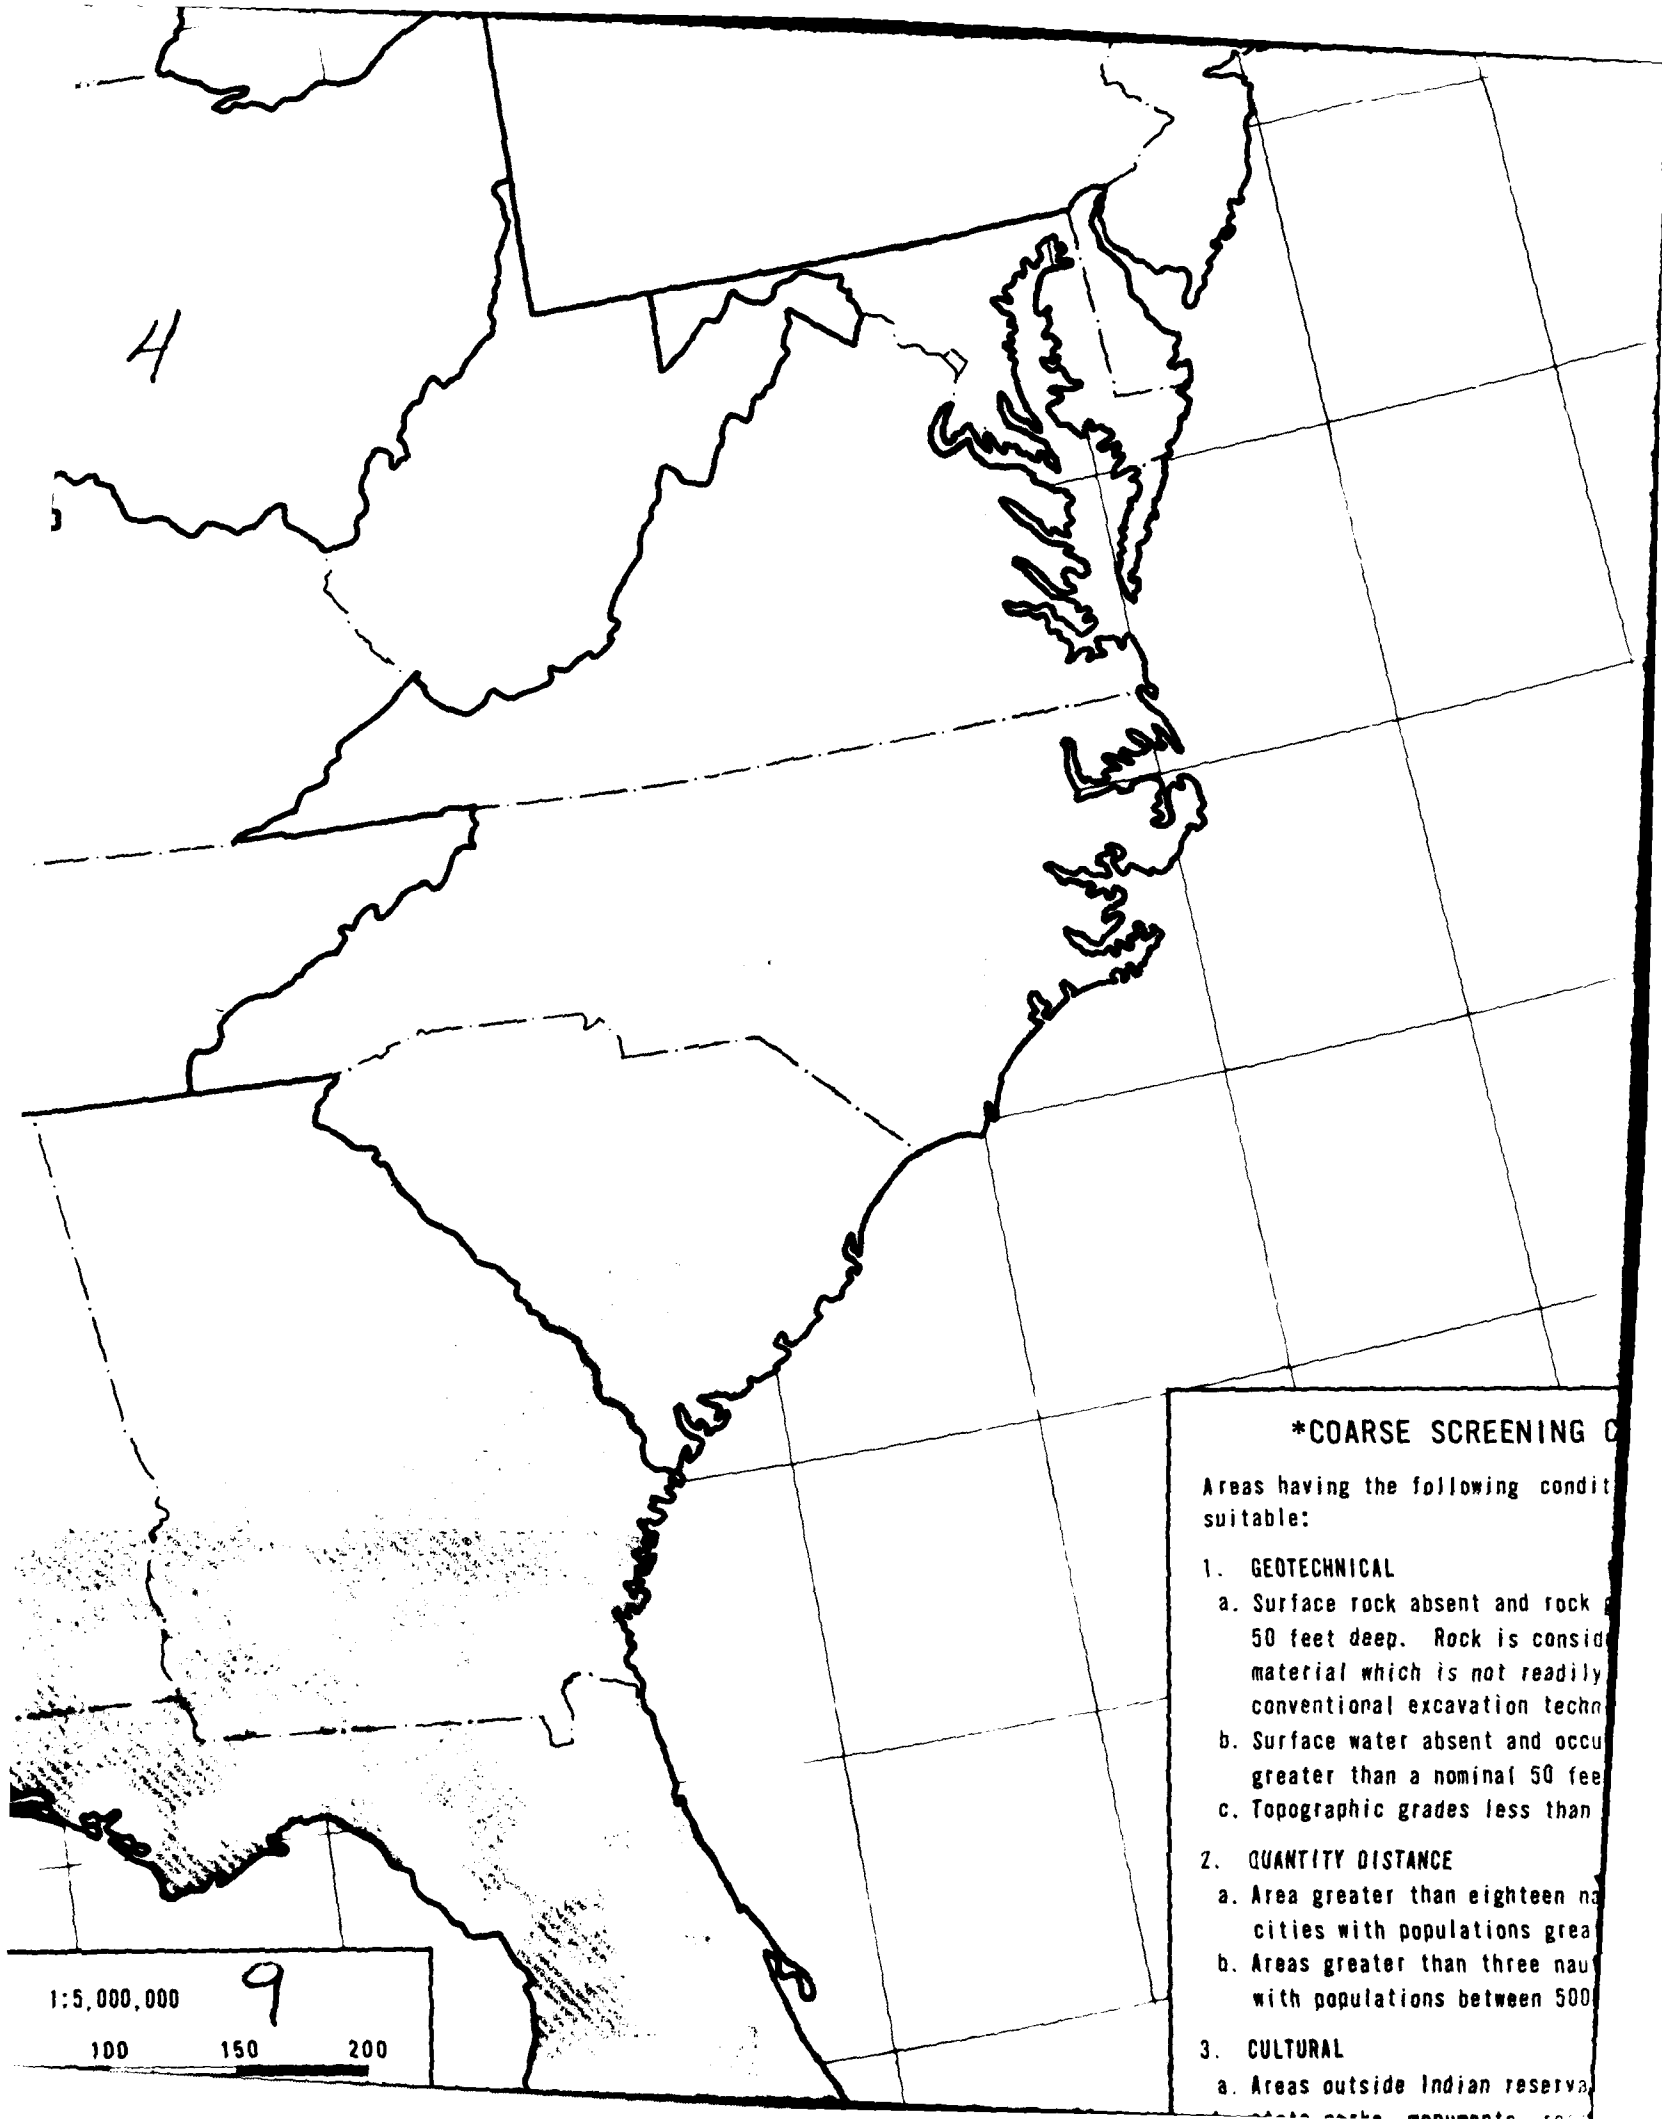 4
*COARSE SCREENING
Areas having the following condit
suitable:
1. GEOTECHNICAL
a. Surface rock absent and rock
50 feet deep. Rock is consid
material which is not readily
conventional excavation techn
b. Surface water absent and occu
greater than a nominal 50 fee
c. Topographic grades less than
2. QUANTITY DISTANCE
a. Area greater than eighteen na
cities with populations grea
b. Areas greater than three nau
with populations between 500
3. CULTURAL
a. Areas outside Indian reserva
1:5,000,000 9
100 150 200